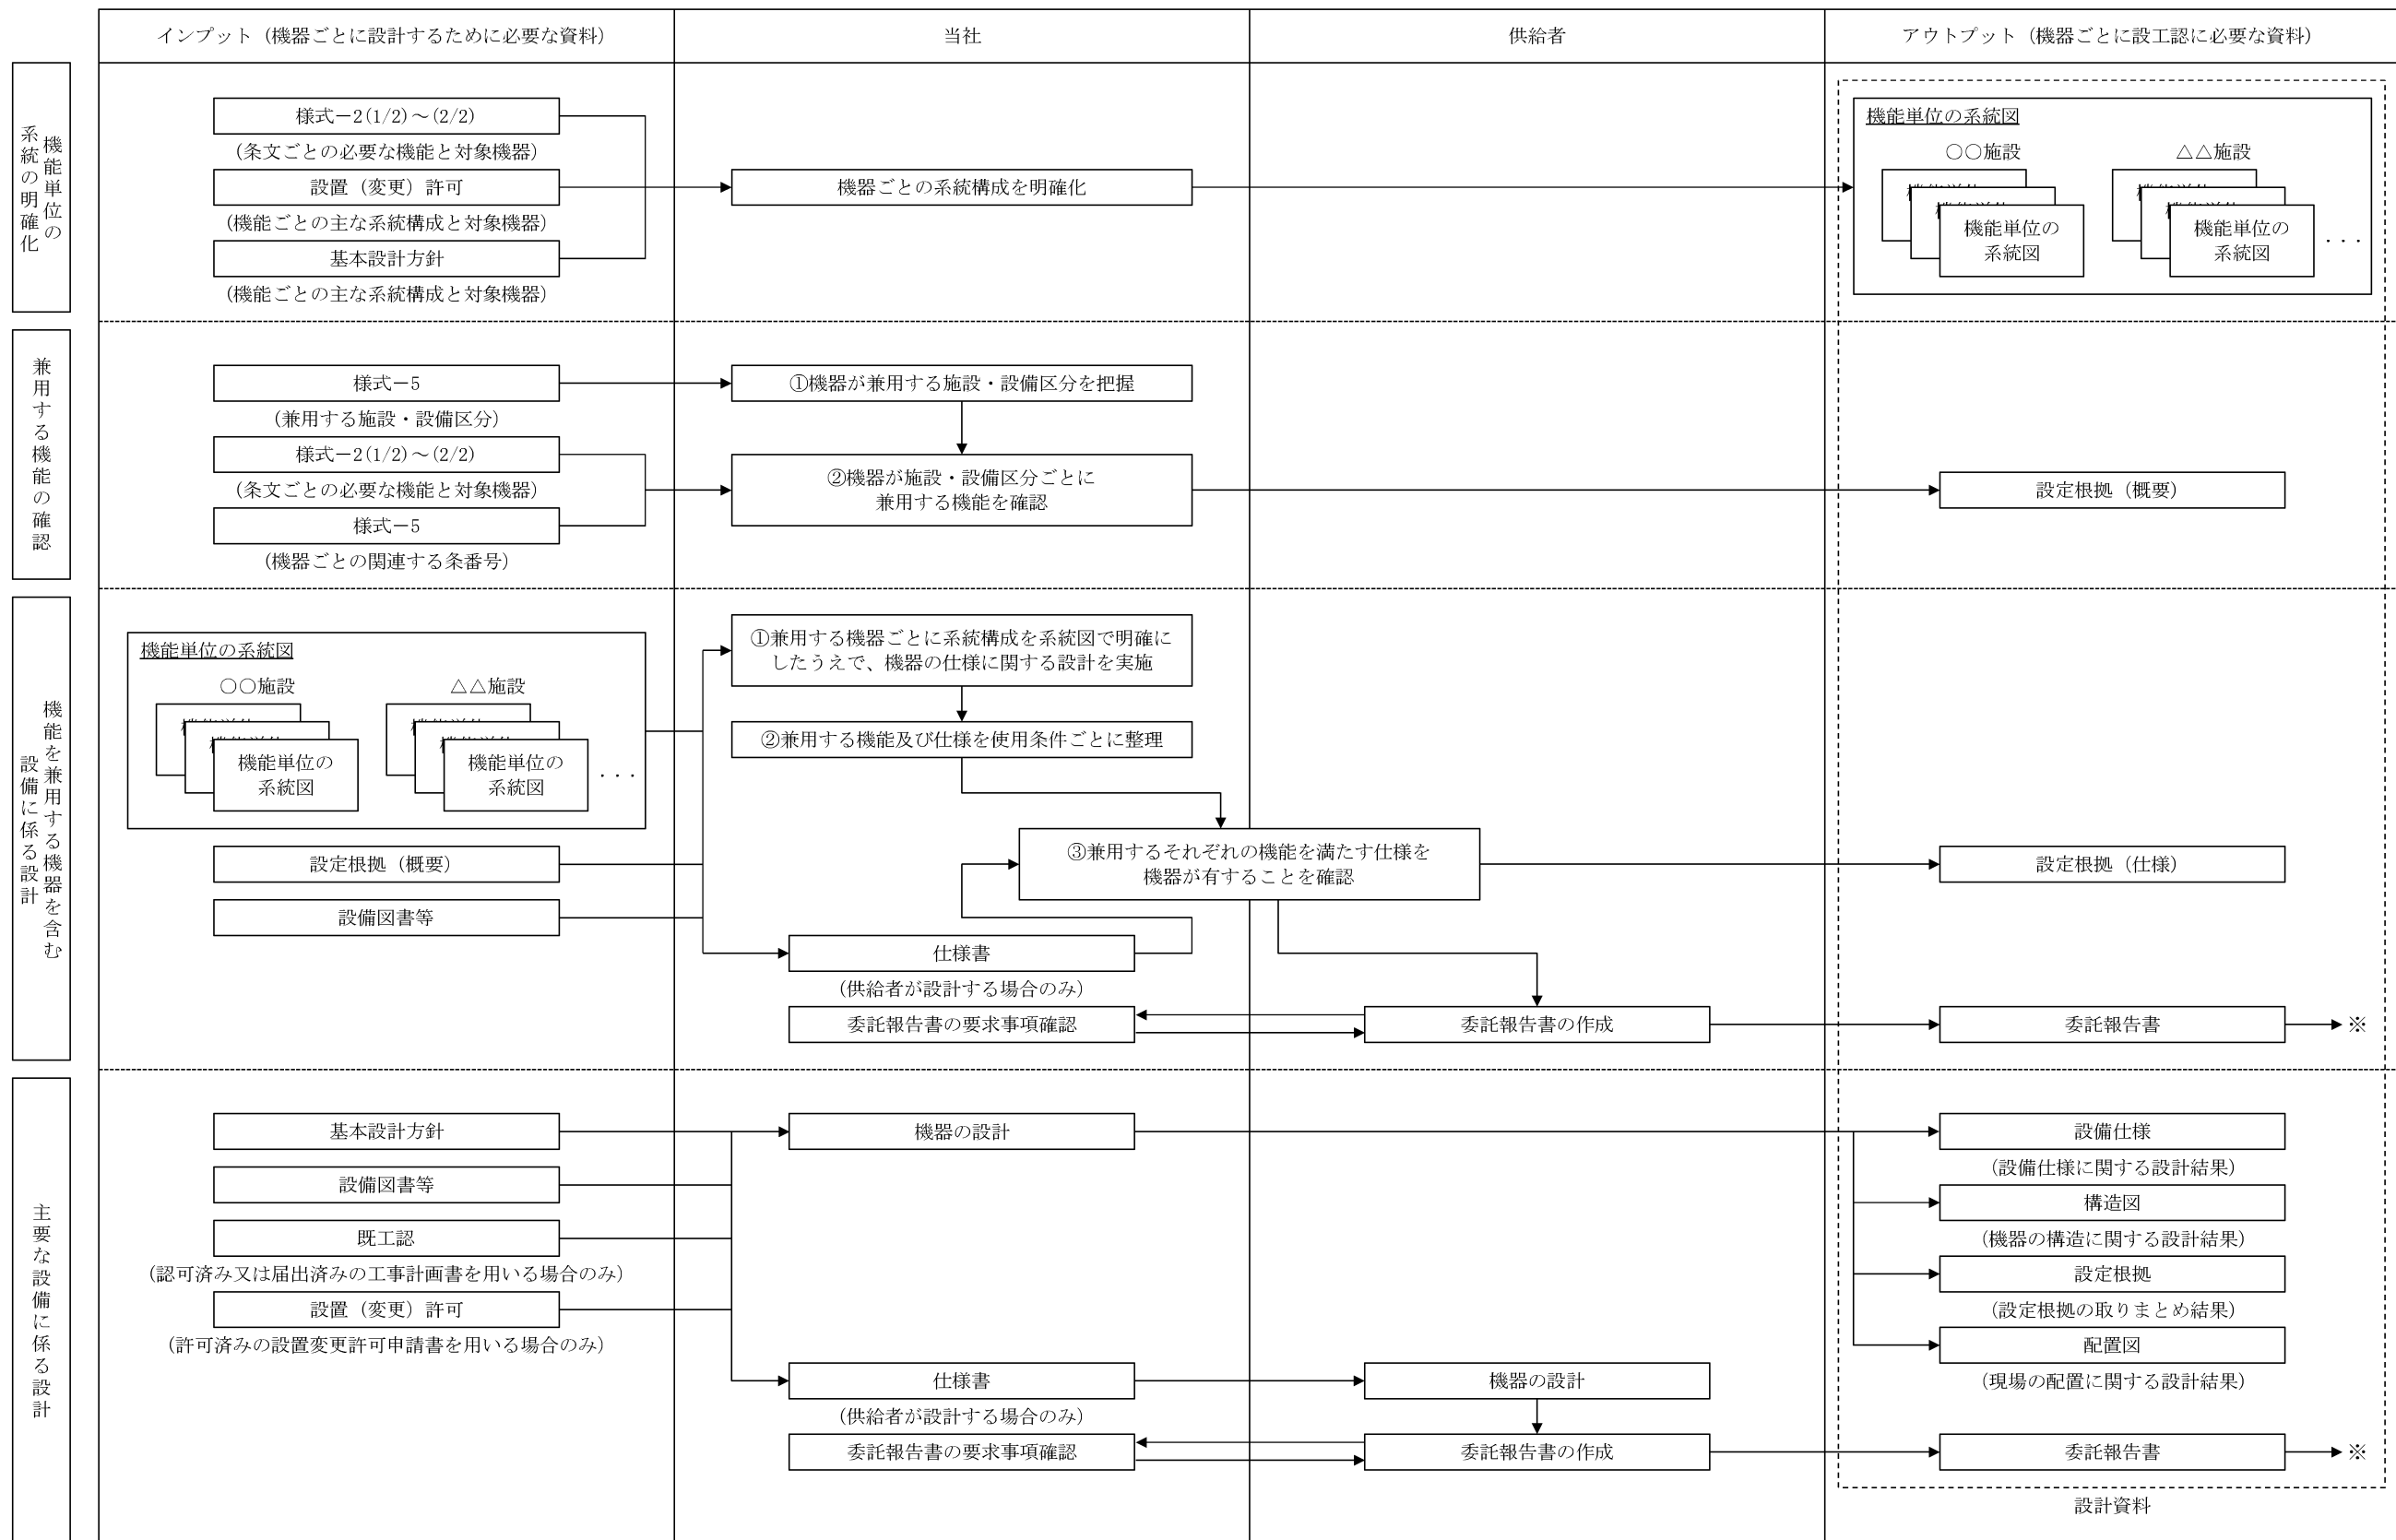 インプット（機器ごとに設計するために必要な資料）
当社
供給者
アウトプット（機器ごとに設工認に必要な資料）
機能単位の
系統の明確化
様式－2(1/2)～(2/2)
（条文ごとの必要な機能と対象機器）
設置（変更）許可
（機能ごとの主な系統構成と対象機器）
基本設計方針
（機能ごとの主な系統構成と対象機器）
機器ごとの系統構成を明確化
機能単位の系統図
○○施設
△△施設
機能単位の
系統図
機能単位の
系統図
・・・
兼用する機能の確認
様式－5
（兼用する施設・設備区分）
様式－2(1/2)～(2/2)
（条文ごとの必要な機能と対象機器）
様式－5
（機器ごとの関連する条番号）
①機器が兼用する施設・設備区分を把握
②機器が施設・設備区分ごとに
兼用する機能を確認
設定根拠（概要）
機能を兼用する機器を含む
設備に係る設計
機能単位の系統図
○○施設
△△施設
機能単位の
系統図
機能単位の
系統図
・・・
設定根拠（概要）
設備図書等
①兼用する機器ごとに系統構成を系統図で明確に
したうえで、機器の仕様に関する設計を実施
②兼用する機能及び仕様を使用条件ごとに整理
③兼用するそれぞれの機能を満たす仕様を
機器が有することを確認
設定根拠（仕様）
仕様書
（供給者が設計する場合のみ）
委託報告書の要求事項確認
委託報告書の作成
委託報告書
※
主要な設備に係る設計
基本設計方針
設備図書等
既工認
（認可済み又は届出済みの工事計画書を用いる場合のみ）
設置（変更）許可
（許可済みの設置変更許可申請書を用いる場合のみ）
機器の設計
設備仕様
（設備仕様に関する設計結果）
構造図
（機器の構造に関する設計結果）
設定根拠
（設定根拠の取りまとめ結果）
配置図
（現場の配置に関する設計結果）
仕様書
（供給者が設計する場合のみ）
機器の設計
委託報告書の要求事項確認
委託報告書の作成
委託報告書
※
設計資料